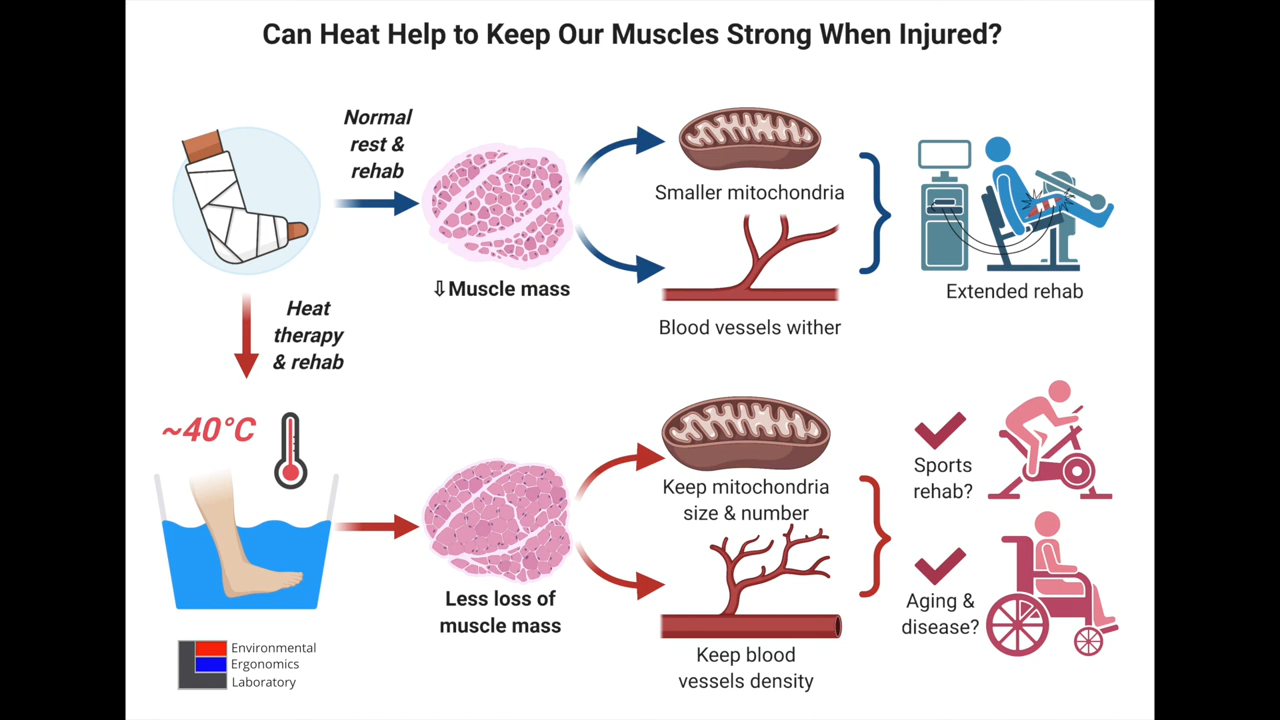 Can Heat Help to Keep Our Muscles Strong When Injured?
Normal
rest &
rehab
⇩Muscle mass
Smaller mitochondria
Blood vessels wither
Extended rehab
Heat
therapy
& rehab
~40°C
Less loss of
muscle mass
Keep mitochondria
size & number
Keep blood
vessels density
Sports
rehab?
Aging &
disease?
Environmental
Ergonomics
Laboratory